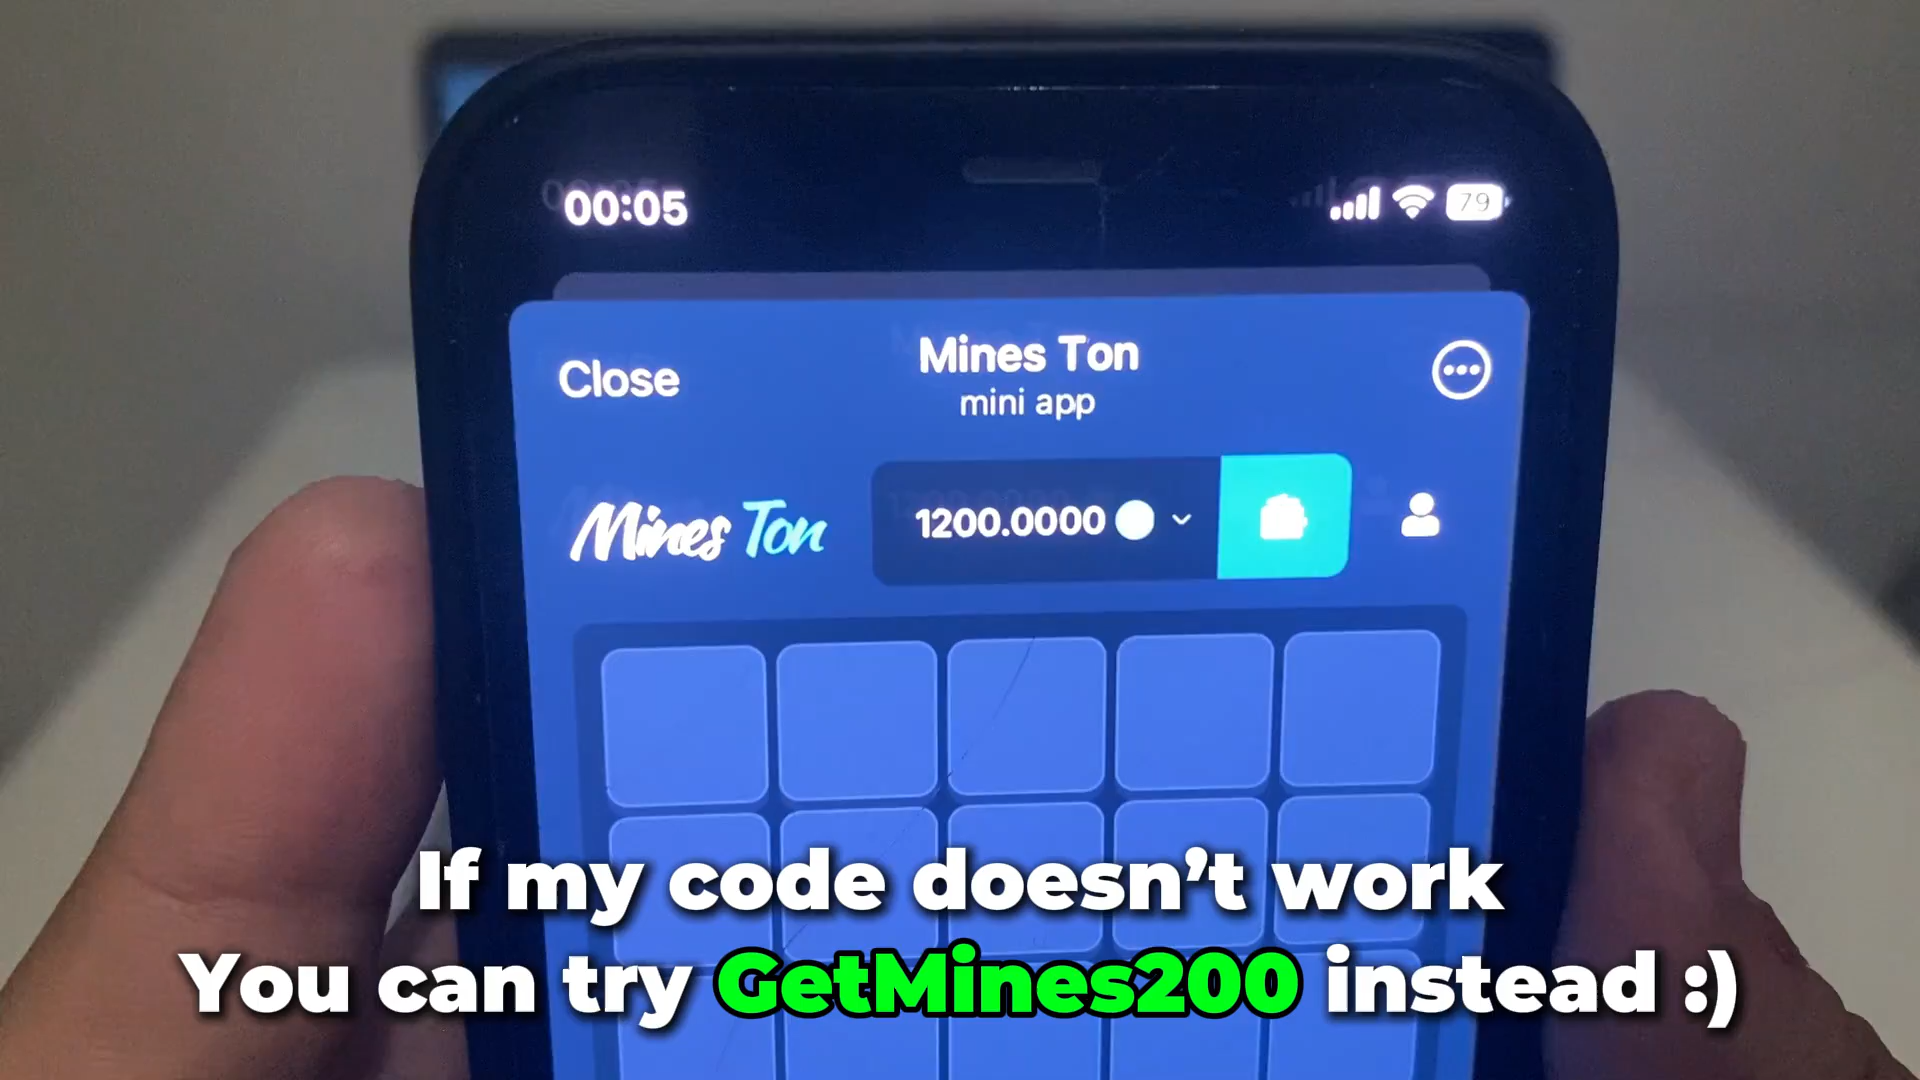 00:05
79
Close
Mines Ton
mini app
Mines Ton
1200.0000
If my code doesn’t work
You can try GetMines200 instead :)